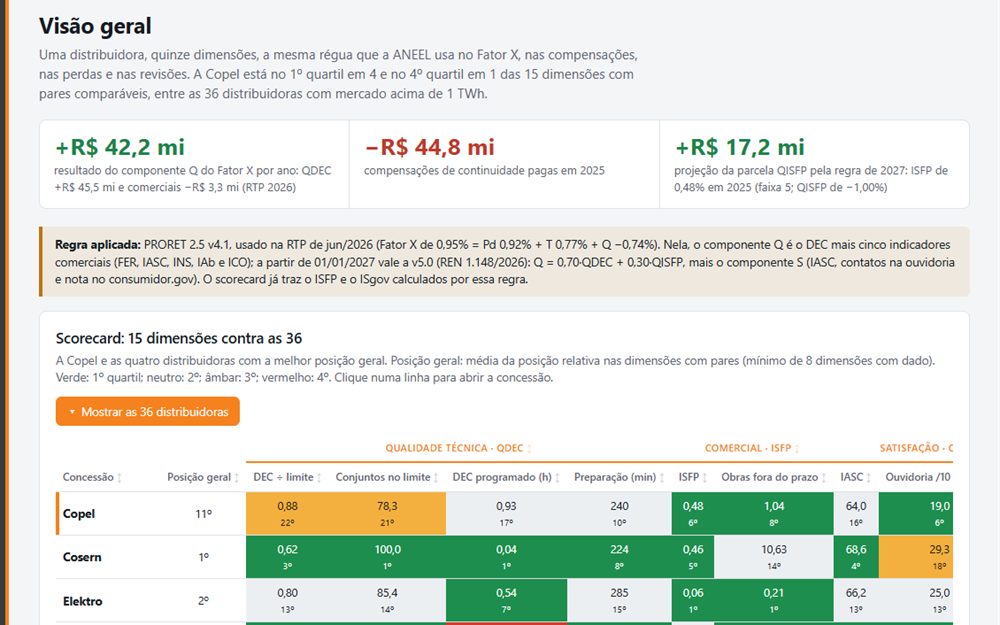 Visão geral
Uma distribuidora, quinze dimensões, a mesma régua que a ANEEL usa no Fator X, nas compensações,
nas perdas e nas revisões. A Copel está no 1º quartil em 4 e no 4º quartil em 1 das 15 dimensões com
pares comparáveis, entre as 36 distribuidoras com mercado acima de 1 TWh.
+R$ 42,2 mi
resultado do componente Q do Fator X por ano: QDEC
+R$ 45,5 mi e comerciais −R$ 3,3 mi (RTP 2026)
−R$ 44,8 mi
compensações de continuidade pagas em 2025
+R$ 17,2 mi
projeção da parcela QISFP pela regra de 2027: ISFP de
0,48% em 2025 (faixa 5; QISFP de −1,00%)
Regra aplicada: PRORET 2.5 v4.1, usado na RTP de jun/2026 (Fator X de 0,95% = Pd 0,92% + T 0,77% + Q −0,74%). Nela, o componente Q é o DEC mais cinco indicadores
comerciais (FER, IASC, INS, IAb e ICO); a partir de 01/01/2027 vale a v5.0 (REN 1.148/2026): Q = 0,70·QDEC + 0,30·QISFP, mais o componente S (IASC, contatos na ouvidoria
e nota no consumidor.gov). O scorecard já traz o ISFP e o ISgov calculados por essa regra.
Scorecard: 15 dimensões contra as 36
A Copel e as quatro distribuidoras com a melhor posição geral. Posição geral: média da posição relativa nas dimensões com pares (mínimo de 8 dimensões com dado).
Verde: 1º quartil; neutro: 2º; âmbar: 3º; vermelho: 4º. Clique numa linha para abrir a concessão.
▾ Mostrar as 36 distribuidoras
QUALIDADE TÉCNICA · QDEC COMERCIAL · ISFP SATISFAÇÃO · C
Concessão Posição geral DEC ÷ limite Conjuntos no limite DEC programado (h) Preparação (min) ISFP Obras fora do prazo IASC Ouvidoria /10
Copel 11º 0,88 78,3 0,93 240 0,48 1,04 64,0 19,0
22º 21º 17º 10º 6º 8º 16º 6º
Cosern 1º 0,62 100,0 0,04 224 0,46 10,63 68,6 29,3
3º 1º 1º 8º 5º 14º 4º 18º
Elektro 2º 0,80 85,4 0,54 285 0,06 0,21 66,2 25,0
13º 14º 7º 15º 1º 1º 13º 13º